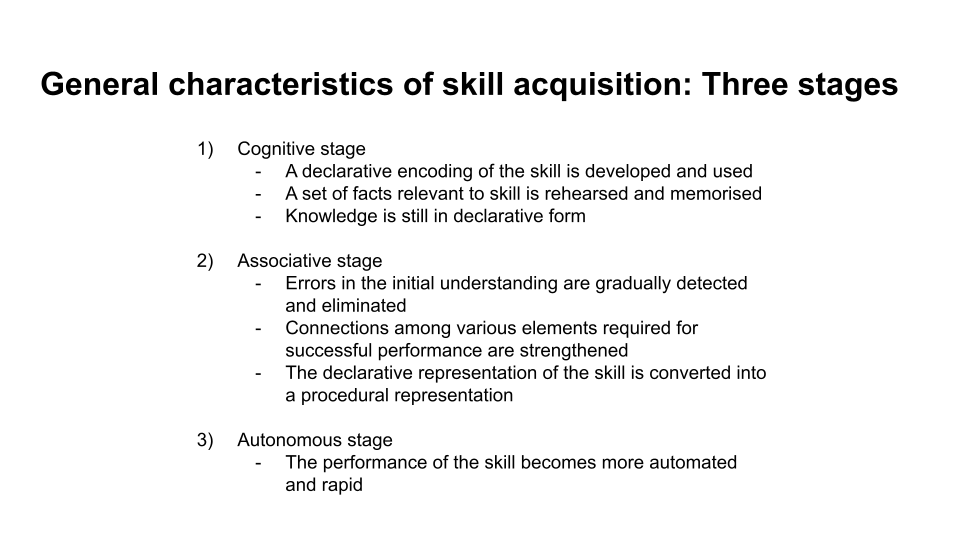 General characteristics of skill acquisition: Three stages
1) Cognitive stage
- A declarative encoding of the skill is developed and used
- A set of facts relevant to skill is rehearsed and memorised
- Knowledge is still in declarative form
2) Associative stage
- Errors in the initial understanding are gradually detected
and eliminated
- Connections among various elements required for
successful performance are strengthened
- The declarative representation of the skill is converted into
a procedural representation
3) Autonomous stage
- The performance of the skill becomes more automated
and rapid